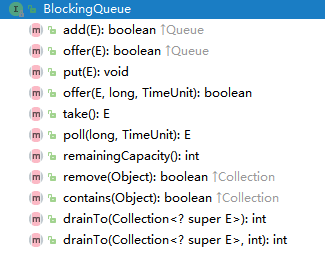 BlockingQueue
add(E): boolean ↑Queue
offer(E): boolean ↑Queue
put(E): void
offer(E, long, TimeUnit): boolean
take(): E
poll(long, TimeUnit): E
remainingCapacity(): int
remove(Object): boolean ↑Collection
contains(Object): boolean ↑Collection
drainTo(Collection<? super E>): int
drainTo(Collection<? super E>, int): int